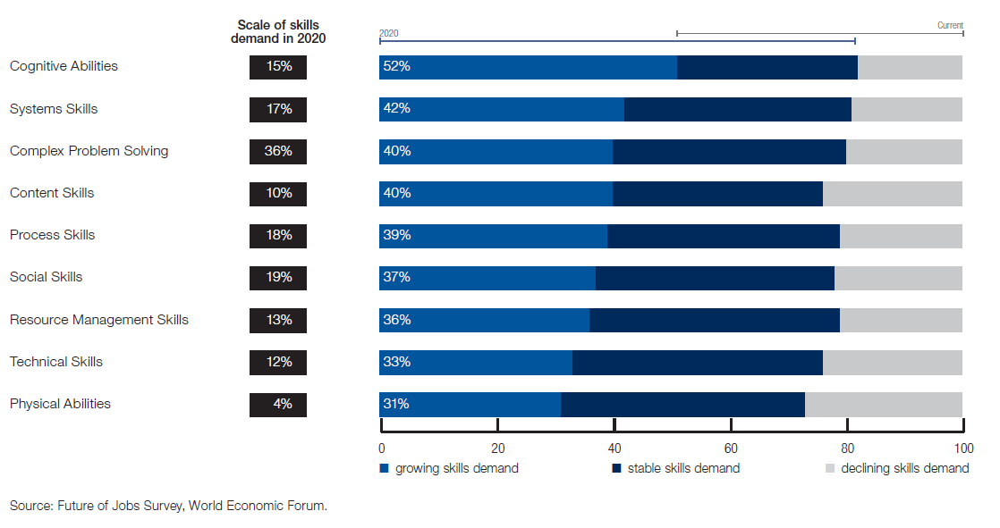 Scale of skills
demand in 2020
2020
Current
Cognitive Abilities 15% 52%
Systems Skills 17% 42%
Complex Problem Solving 36% 40%
Content Skills 10% 40%
Process Skills 18% 39%
Social Skills 19% 37%
Resource Management Skills 13% 36%
Technical Skills 12% 33%
Physical Abilities 4% 31%
0 20 40 60 80 100
growing skills demand stable skills demand declining skills demand
Source: Future of Jobs Survey, World Economic Forum.